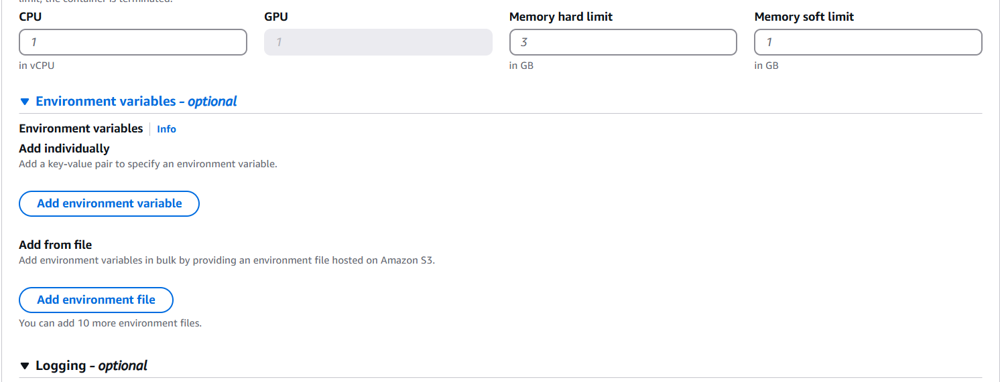 limit, the container is terminated.
CPU
GPU
Memory hard limit
Memory soft limit
1
1
3
1
in vCPU
in GB
in GB
Environment variables - optional
Environment variables
Info
Add individually
Add a key-value pair to specify an environment variable.
Add environment variable
Add from file
Add environment variables in bulk by providing an environment file hosted on Amazon S3.
Add environment file
You can add 10 more environment files.
Logging - optional